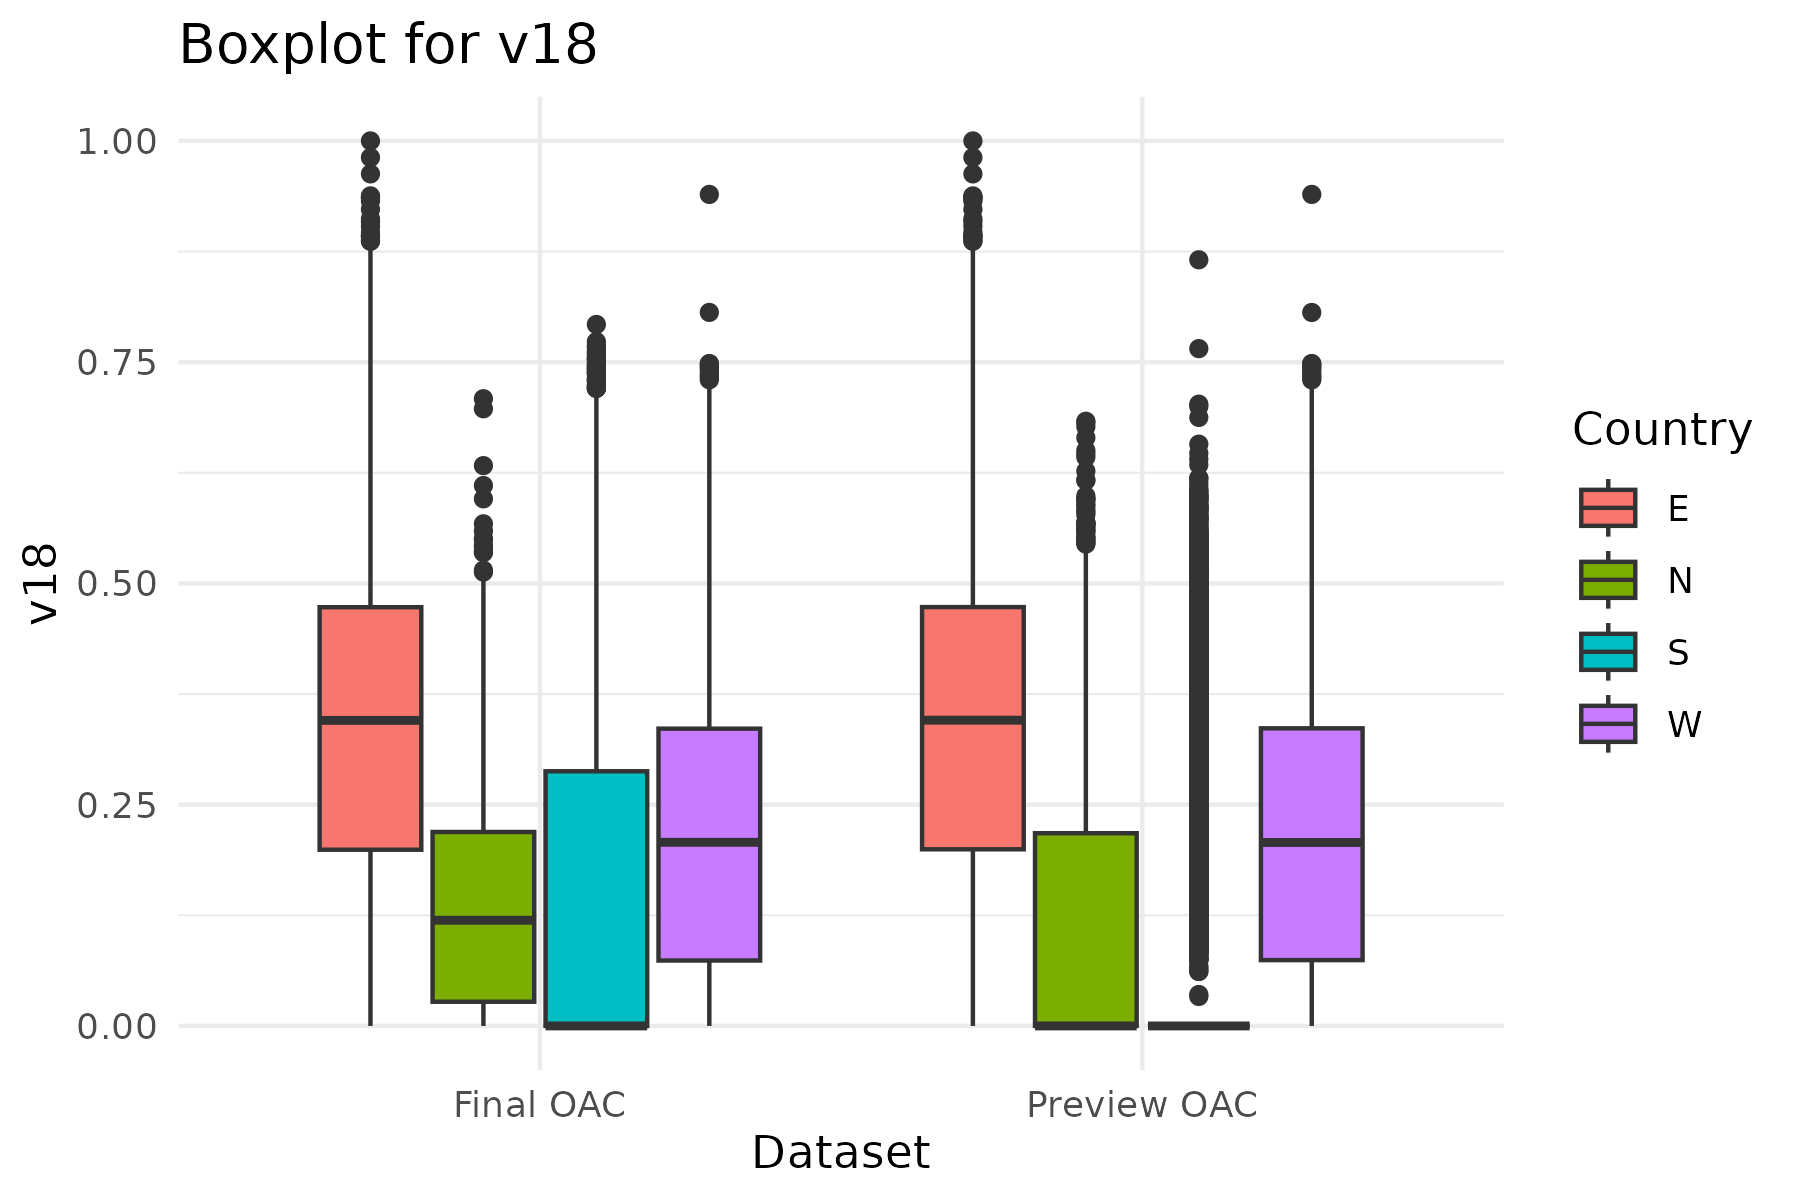 Boxplot for v18
1.00
0.75
0.50
0.25
0.00
v18
Final OAC
Preview OAC
Dataset
Country
E
N
S
W